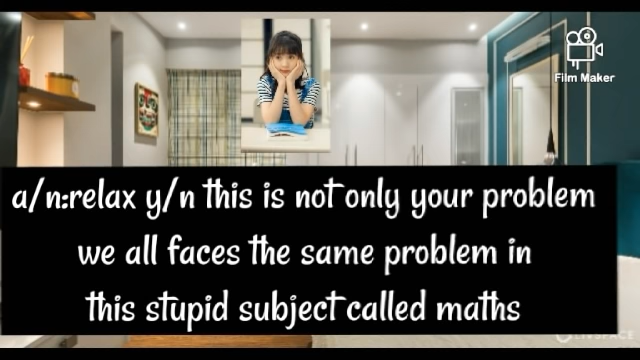 Film Maker
a/n:relax y/n this is not only your problem
we all faces the same problem in
this stupid subject called maths
LIVSPACE